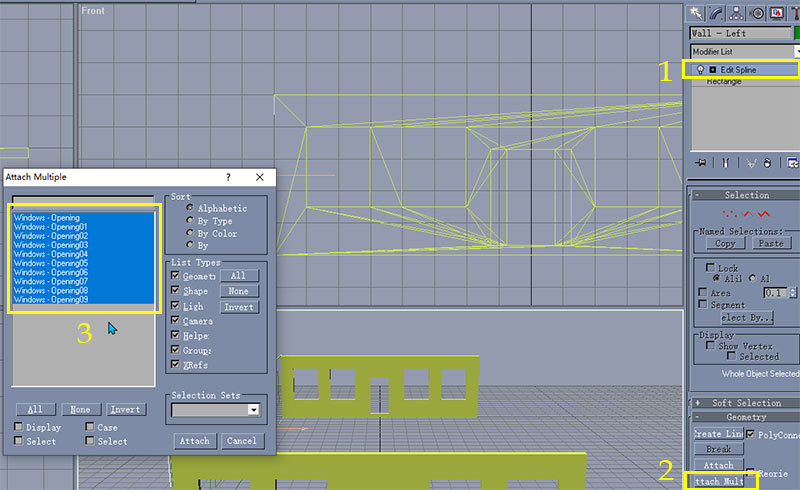 Front
Wall - Left
Modifier List
1
Edit Spline
Rectangle
Attach Multiple
?
Windows - Opening
Windows - Opening01
Windows - Opening02
Windows - Opening03
Windows - Opening04
Windows - Opening05
Windows - Opening06
Windows - Opening07
Windows - Opening08
Windows - Opening09
3
Sort
Alphabetic
By Type
By Color
By
List Types
Geomet:
All
Shape
None
Ligh
Invert
Camera
Helpe:
Group:
XRefs
Selection Sets
All
None
Invert
Display
Case
Select
Select
Attach
Cancel
- Selection
Named Selections:
Copy
Paste
Lock
Alil
Al
Area
0.1
Segment
elect By...
Display
Show Vertex
Selected
Whole Object Selected
+ Soft Selection
- Geometry
Create Line
PolyConne
Break
Attach
Reorie
2
ttach Mult